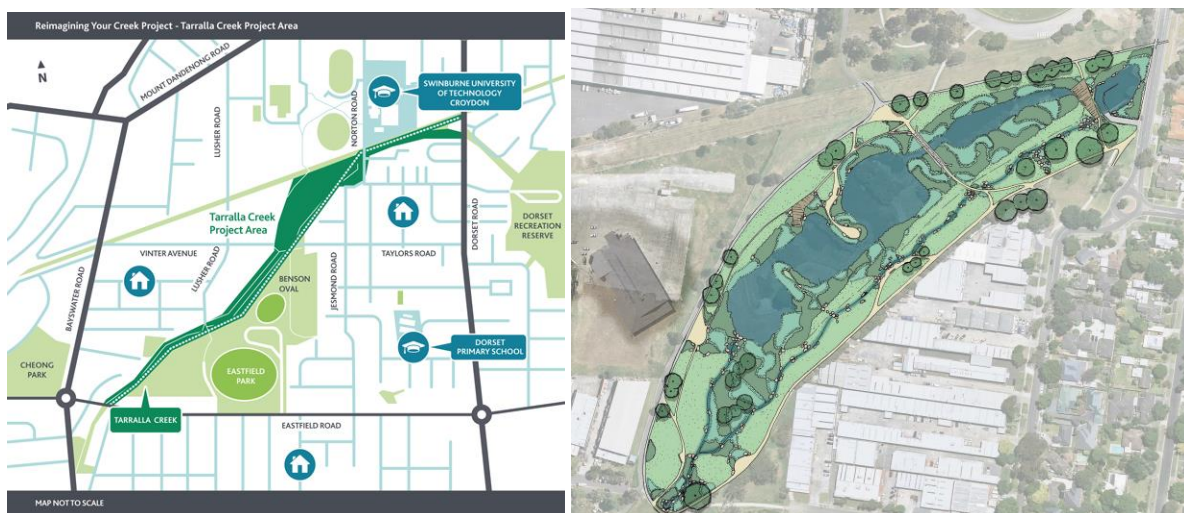 Reimagining Your Creek Project - Tarralla Creek Project Area
N
MOUNT DANDENONG ROAD
LUSHER ROAD
NORTON ROAD
SWINBURNE UNIVERSITY
OF TECHNOLOGY
CROYDON
Tarralla Creek
Project Area
DORSET ROAD
DORSET
RECREATION
RESERVE
VINTER AVENUE
TAYLORS ROAD
BAYSWATER ROAD
LUSHER ROAD
BENSON
OVAL
JESMOND ROAD
DORSET
PRIMARY SCHOOL
CHEONG
PARK
EASTFIELD
PARK
TARRALLA CREEK
EASTFIELD ROAD
MAP NOT TO SCALE